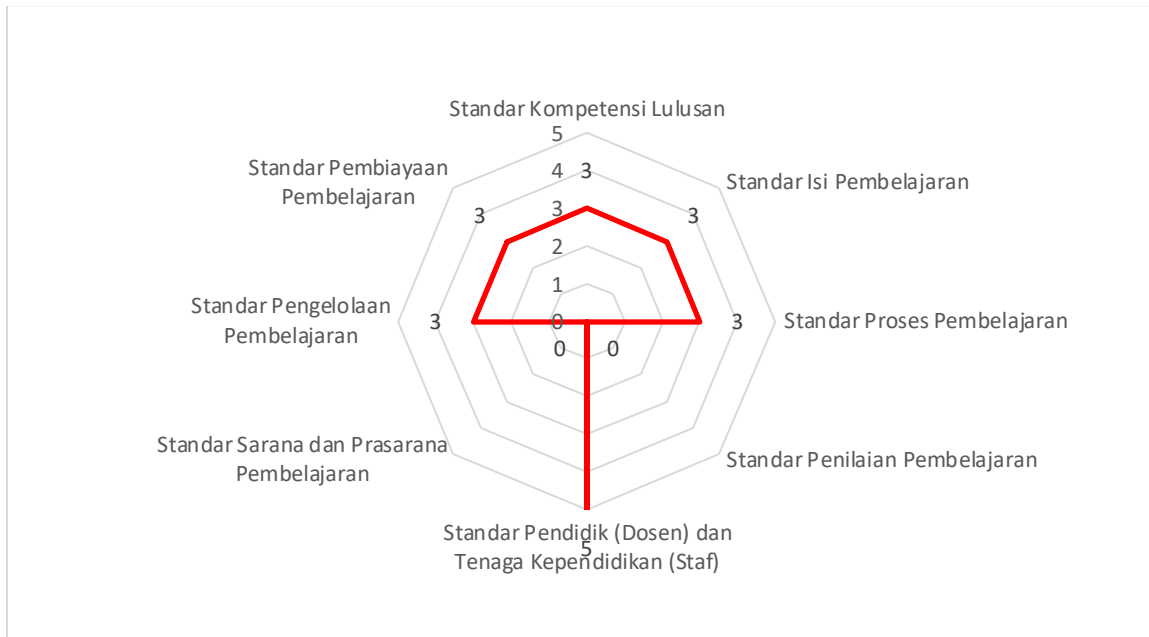 Standar Kompetensi Lulusan
5
Standar Pembiayaan
Pembelajaran
4
3
Standar Isi Pembelajaran
3
3
3
2
1
Standar Pengelolaan
Pembelajaran
3
0
3
Standar Proses Pembelajaran
0
0
Standar Sarana dan Prasarana
Pembelajaran
Standar Penilaian Pembelajaran
Standar Pendidik (Dosen) dan
Tenaga Kependidikan (Staf)
5